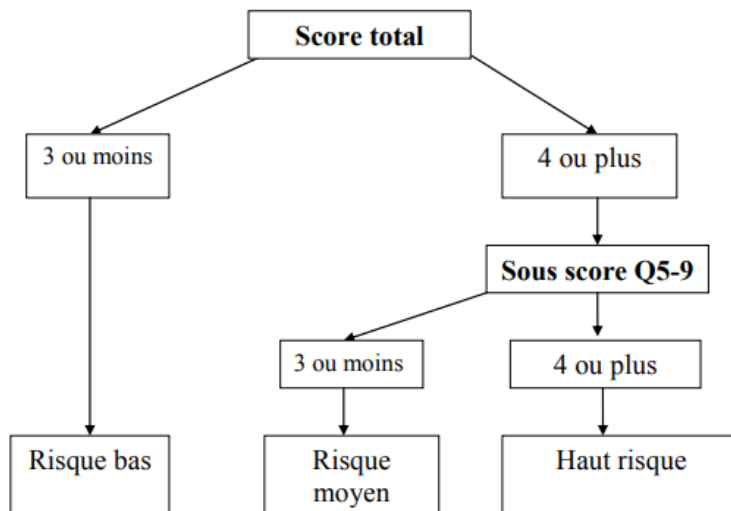 Score total
3 ou moins
4 ou plus
Sous score Q5-9
3 ou moins
4 ou plus
Risque bas
Risque
moyen
Haut risque